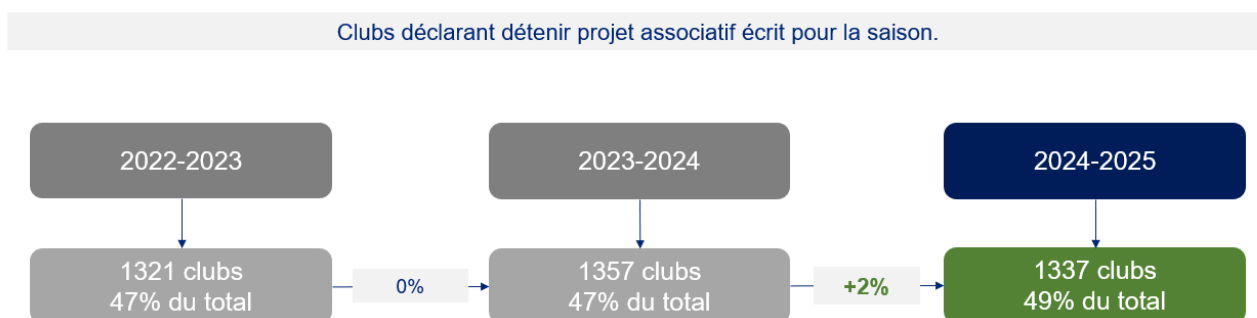 Clubs déclarant détenir projet associatif écrit pour la saison.
2022-2023
2023-2024
2024-2025
1321 clubs
47% du total
0%
1357 clubs
47% du total
+2%
1337 clubs
49% du total